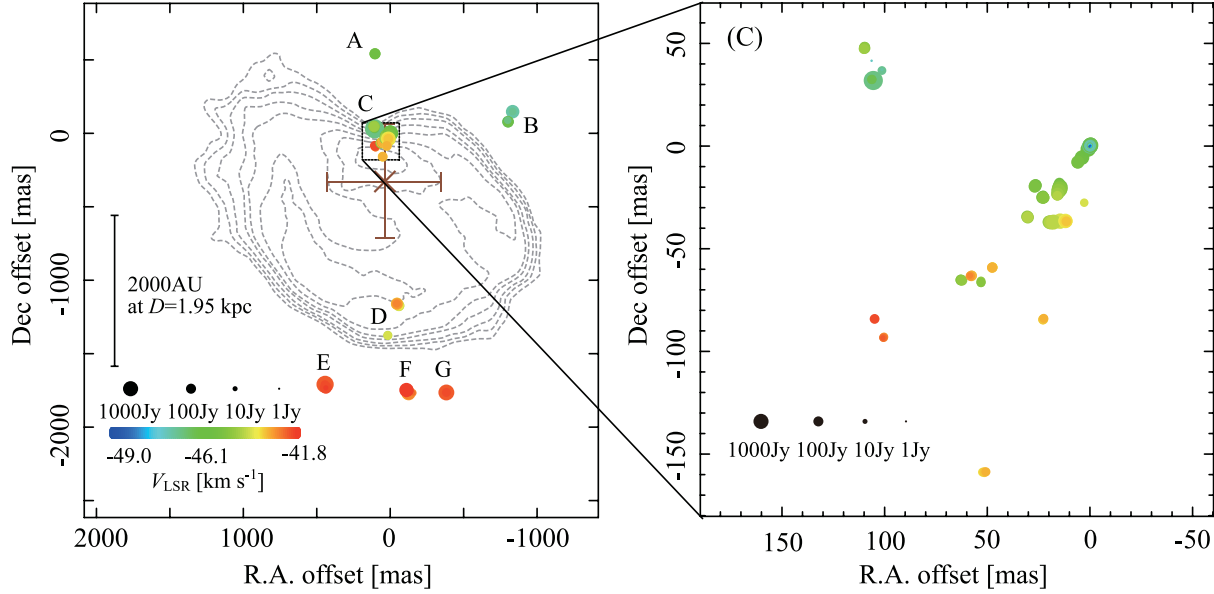 A
C
B
0
Dec offset [mas]
-1000
-2000
2000AU
at D=1.95 kpc
D
E F G
1000Jy 100Jy 10Jy 1Jy
-49.0 -46.1 -41.8
VLSR [km s-1]
2000 1000 0 -1000
R.A. offset [mas]
(C)
50
0
-50
-100
-150
Dec offset [mas]
1000Jy 100Jy 10Jy 1Jy
150 100 50 0 -50
R.A. offset [mas]